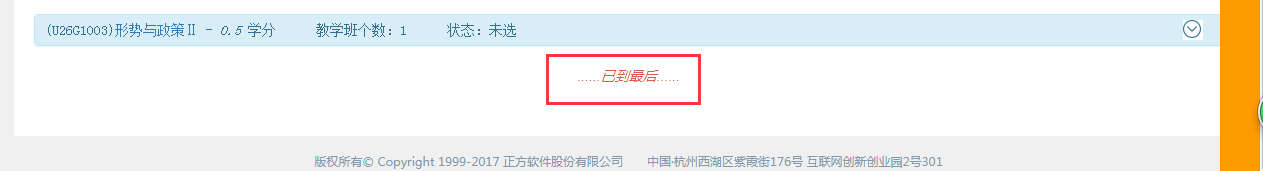 (U26G1003)形势与政策Ⅱ - 0.5 学分 教学班个数：1 状态：未选
……已到最后……
版权所有© Copyright 1999-2017 正方软件股份有限公司 中国·杭州西湖区紫霞街176号 互联网创新创业园2号301